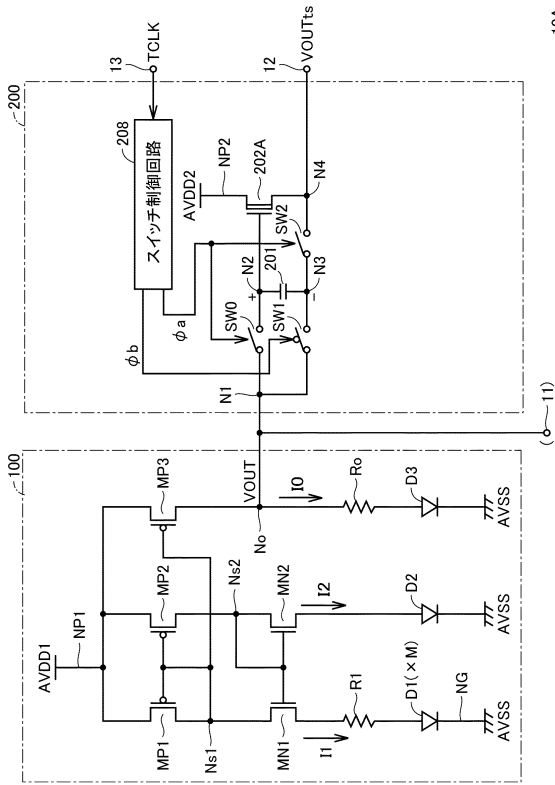 100
AVDD1
NP1
MP1
MP2
MP3
Ns1
Ns2
MN1
MN2
I1
I2
I0
R1
Ro
D1(×M)
D2
D3
NG
AVSS
AVSS
AVSS
VOUT
No
11)
(
200
スイッチ制御回路
208
13
TCLK
φb
φa
AVDD2
NP2
202A
N1
N2
N3
N4
SW0
SW1
SW2
201
+
−
12
VOUTts
10A